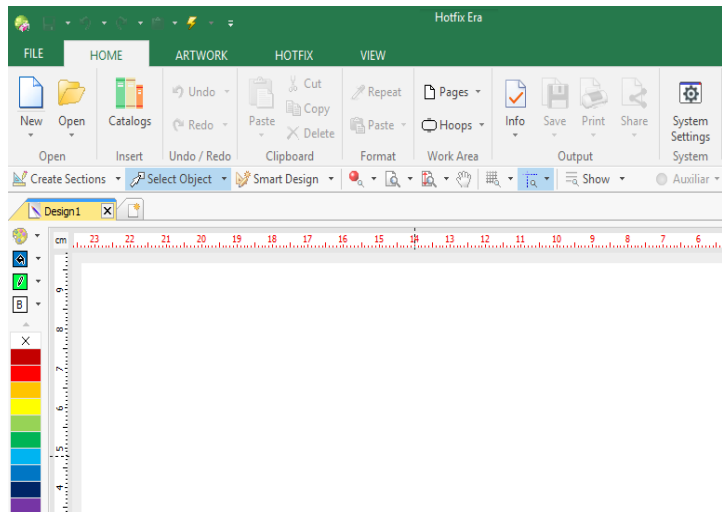 Hotfix Era
FILE HOME ARTWORK HOTFIX VIEW
New Open Catalogs Undo Redo Paste Cut Copy Delete Repeat Paste Pages Hoops Info Save Print Share System Settings
Open Insert Undo / Redo Clipboard Format Work Area Output System
Create Sections Select Object Smart Design Show Auxiliar
Design1
cm 23 22 21 20 19 18 17 16 15 14 13 12 11 10 9 8 7 6
B
9
8
7
6
5
4